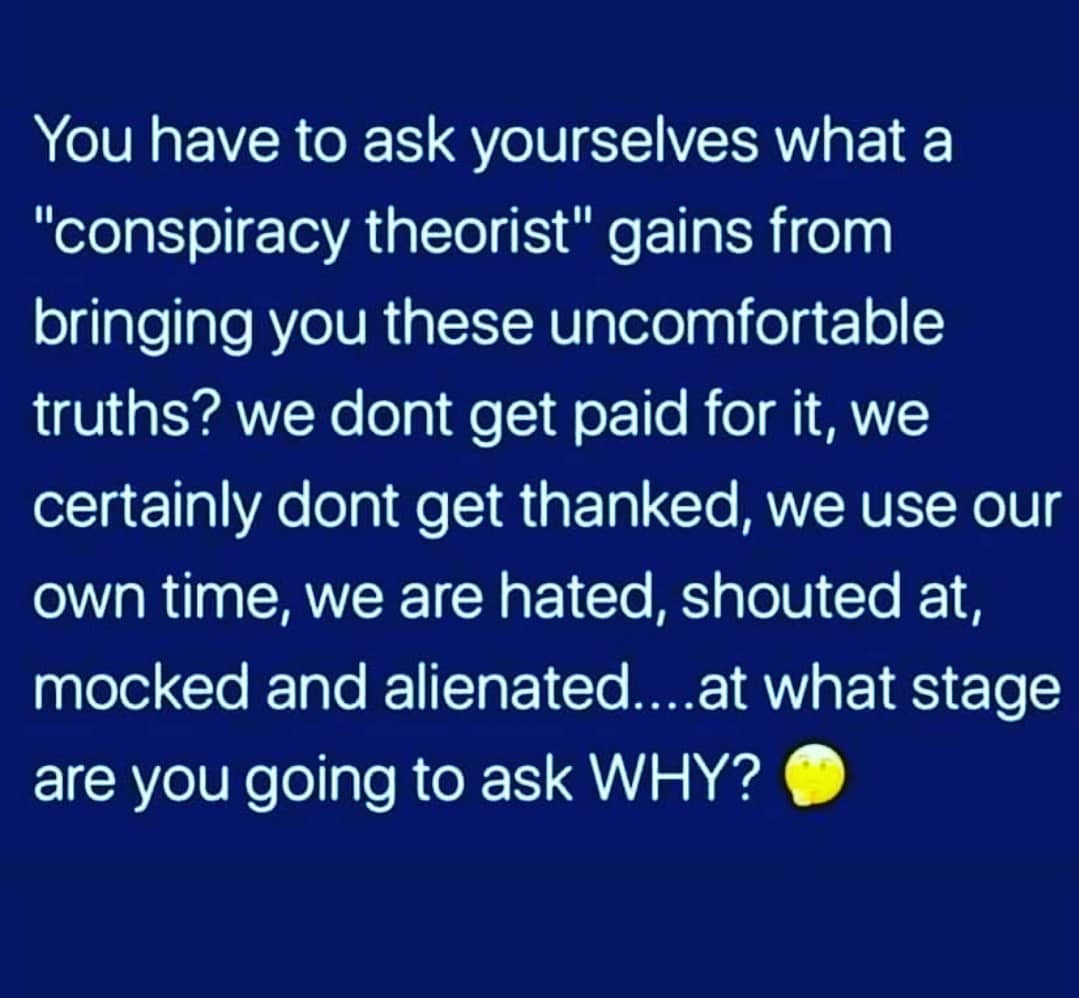 You have to ask yourselves what a
"conspiracy theorist" gains from
bringing you these uncomfortable
truths? we dont get paid for it, we
certainly dont get thanked, we use our
own time, we are hated, shouted at,
mocked and alienated....at what stage
are you going to ask WHY? 🤔